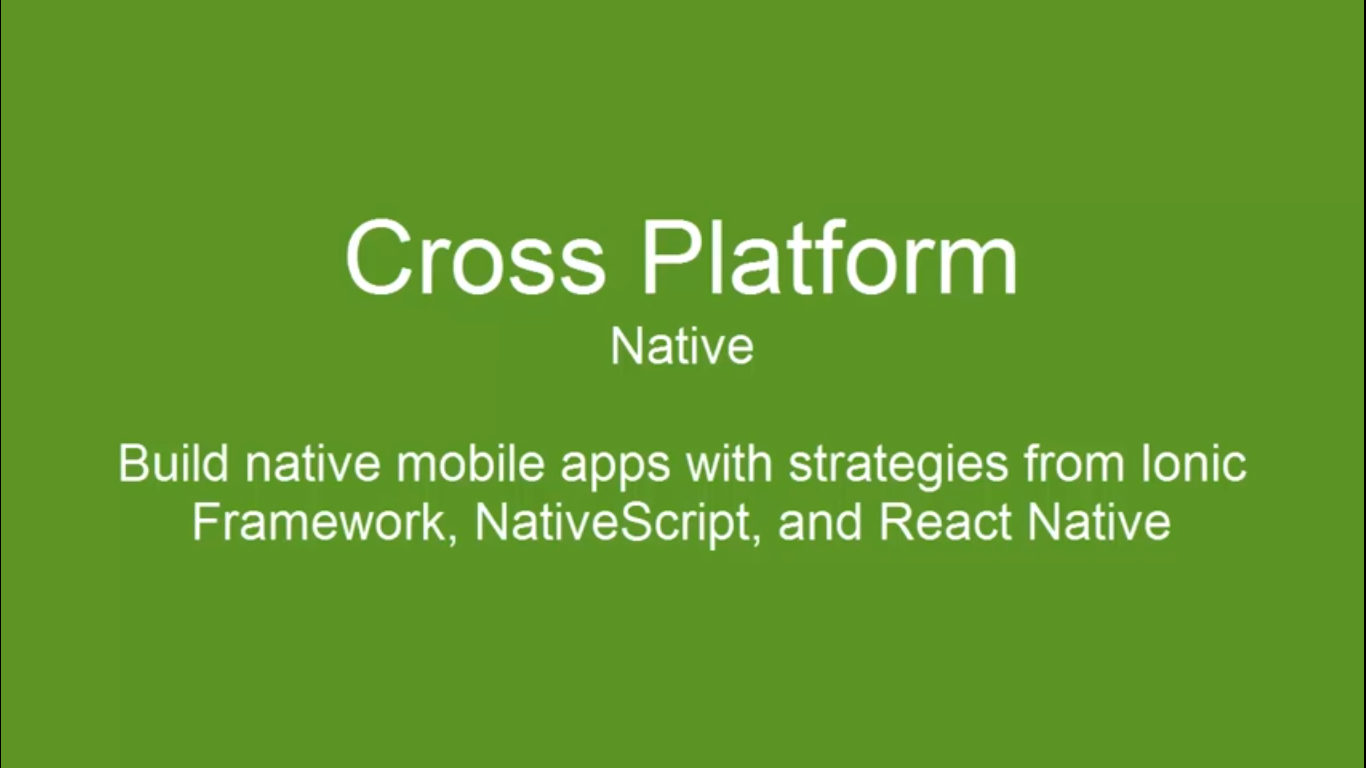 Cross Platform
Native
Build native mobile apps with strategies from Ionic
Framework, NativeScript, and React Native